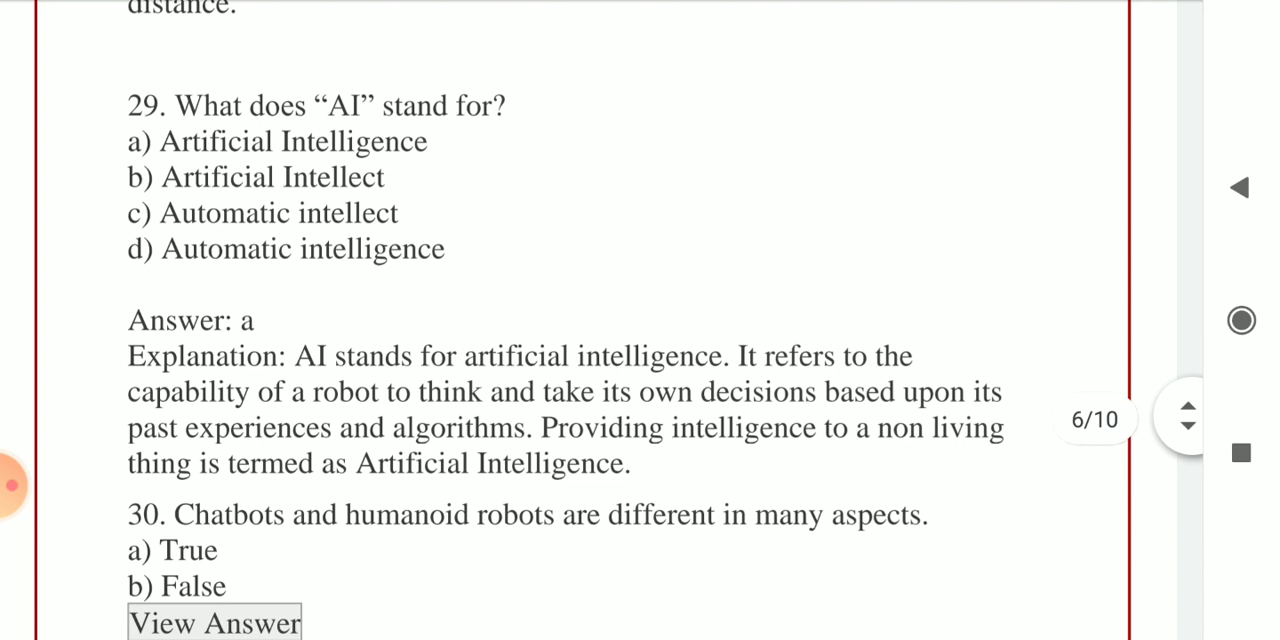 distance.
29. What does “AI” stand for?
a) Artificial Intelligence
b) Artificial Intellect
c) Automatic intellect
d) Automatic intelligence
Answer: a
Explanation: AI stands for artificial intelligence. It refers to the
capability of a robot to think and take its own decisions based upon its
past experiences and algorithms. Providing intelligence to a non living
thing is termed as Artificial Intelligence.
6/10
30. Chatbots and humanoid robots are different in many aspects.
a) True
b) False
View Answer